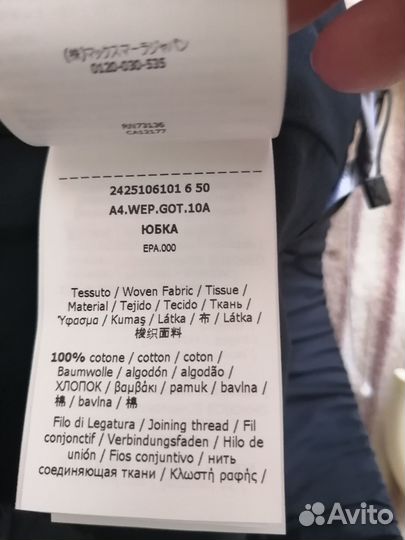 (株)マックスマーラジャパン
0120-030-535
RN73136
CA12177
2425106101 6 50
A4.WEP.GOT.10A
ЮБКА
EPA.000
Tessuto / Woven Fabric / Tissue /
Material / Tejido / Tecido / Ткань /
Ύφασμα / Kumaş / Látka / 布 / Látka /
梭织面料
100% cotone / cotton / coton /
Baumwolle / algodón / algodão /
ХЛОПОК / βαμβάκι / pamuk / bavlna /
棉 / bavlna / 棉
Filo di Legatura / Joining thread / Fil
conjonctif / Verbindungsfaden / Hilo de
unión / Fios conjuntivo / нить
соединяющая ткани / Κλωστή ραφής /
Avito